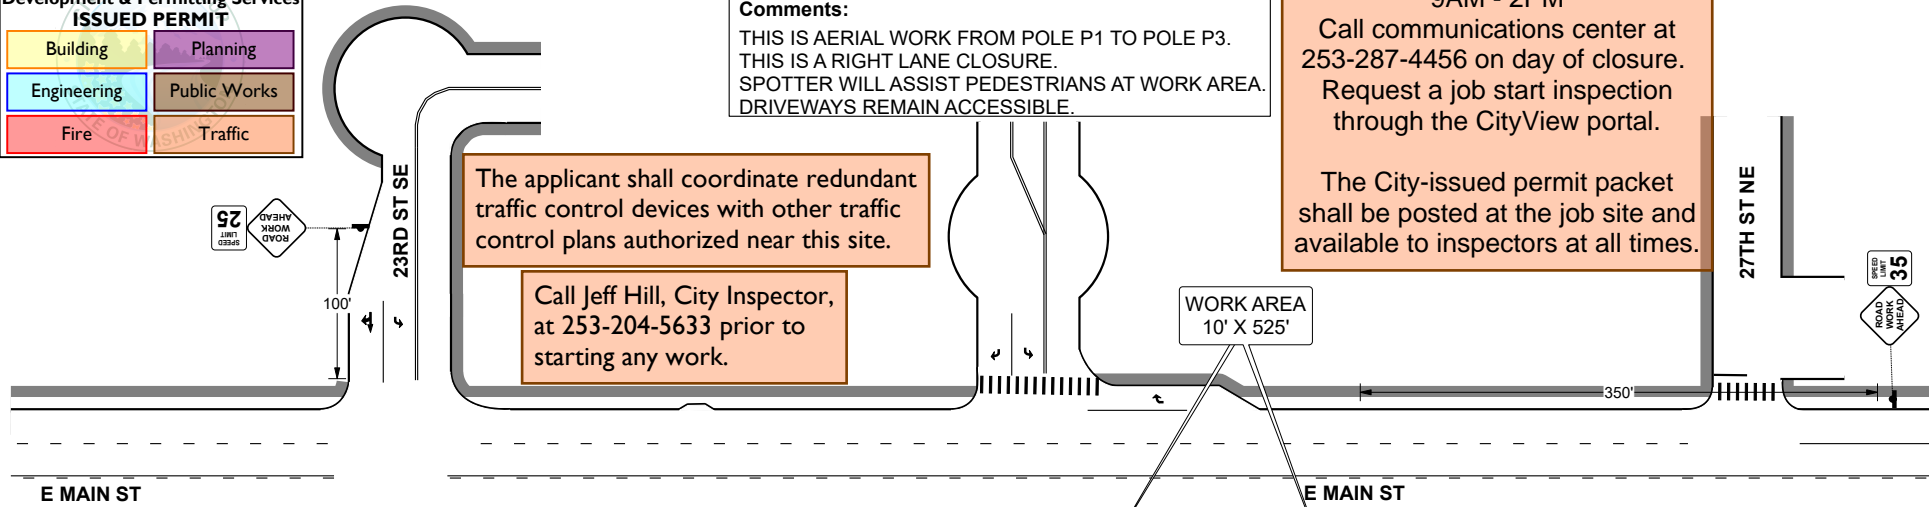 Development & Permitting Services
ISSUED PERMIT
Building
Planning
Engineering
Public Works
Fire
Traffic
STATE OF WASHINGTON
Comments:
THIS IS AERIAL WORK FROM POLE P1 TO POLE P3.
THIS IS A RIGHT LANE CLOSURE.
SPOTTER WILL ASSIST PEDESTRIANS AT WORK AREA.
DRIVEWAYS REMAIN ACCESSIBLE.
9AM - 2PM
Call communications center at
253-287-4456 on day of closure.
Request a job start inspection
through the CityView portal.
The City-issued permit packet
shall be posted at the job site and
available to inspectors at all times.
The applicant shall coordinate redundant
traffic control devices with other traffic
control plans authorized near this site.
Call Jeff Hill, City Inspector,
at 253-204-5633 prior to
starting any work.
SPEED
LIMIT
25
ROAD
WORK
AHEAD
100'
23RD ST SE
WORK AREA
10' X 525'
27TH ST NE
SPEED
LIMIT
35
ROAD
WORK
AHEAD
350'
E MAIN ST
E MAIN ST